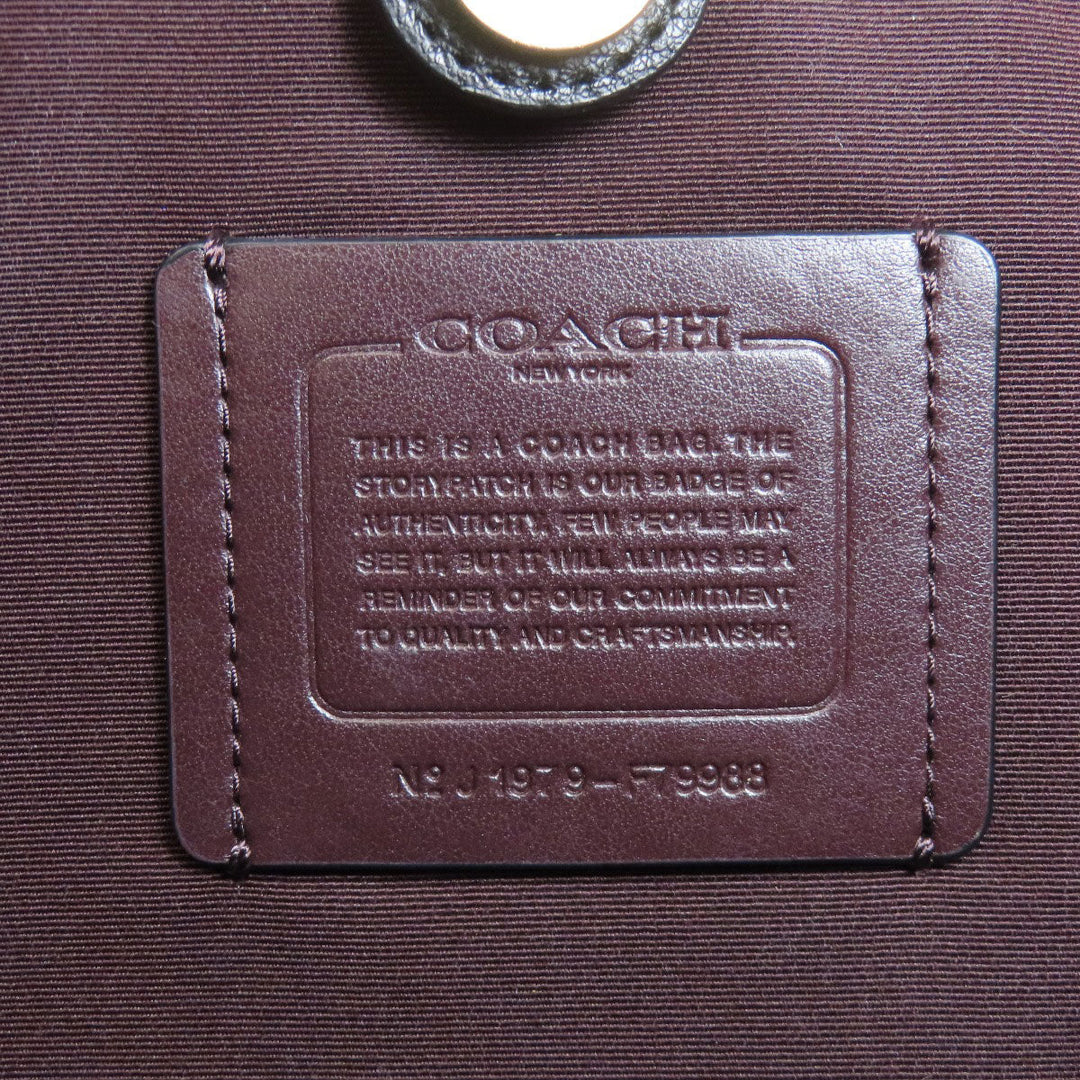 COACH
NEW YORK
THIS IS A COACH BAG. THE
STORYPATCH IS OUR BADGE OF
AUTHENTICITY. FEW PEOPLE MAY
SEE IT, BUT IT WILL ALWAYS BE A
REMINDER OF OUR COMMITMENT
TO QUALITY AND CRAFTSMANSHIP.
Nº J1979-F79988